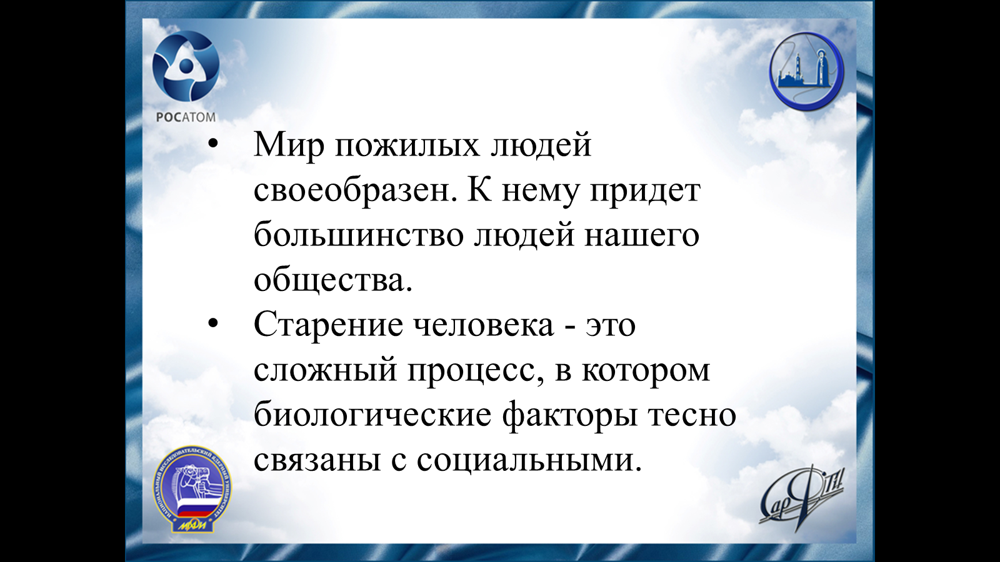 РОСАТОМ
• Мир пожилых людей
своеобразен. К нему придет
большинство людей нашего
общества.
• Старение человека - это
сложный процесс, в котором
биологические факторы тесно
связаны с социальными.
НАЦИОНАЛЬНЫЙ ИССЛЕДОВАТЕЛЬСКИЙ ЯДЕРНЫЙ УНИВЕРСИТЕТ
МИФИ
СарФТИ